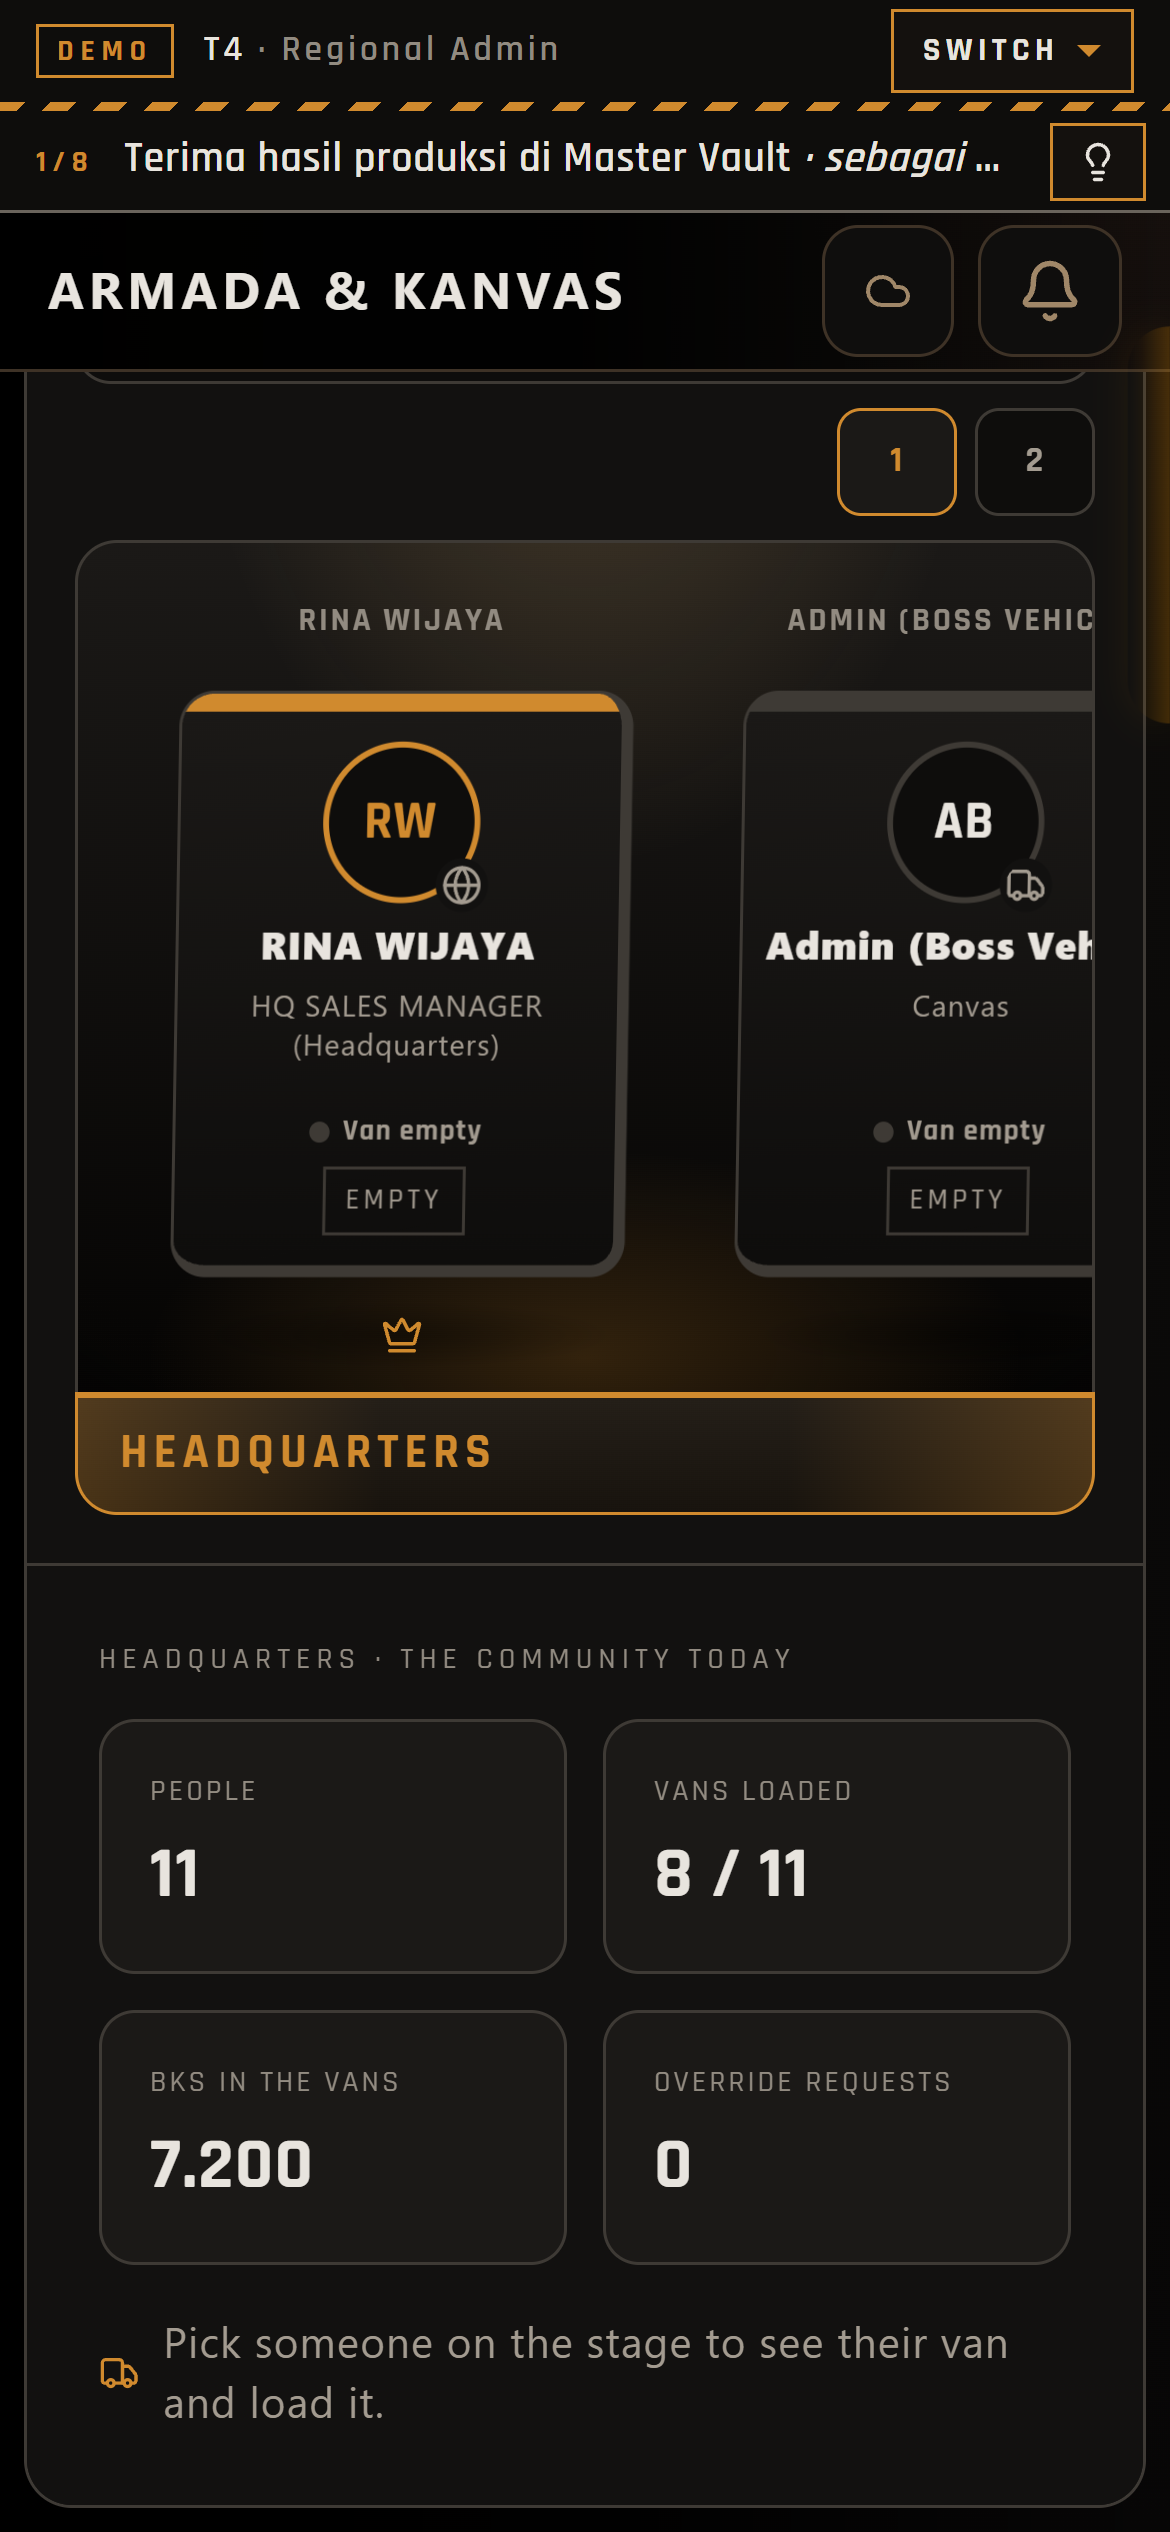 DEMO T4 · Regional Admin SWITCH
1/8 Terima hasil produksi di Master Vault · sebagai ...
ARMADA & KANVAS
1 2
RINA WIJAYA
RW
RINA WIJAYA
HQ SALES MANAGER
(Headquarters)
Van empty
EMPTY
ADMIN (BOSS VEHIC
AB
Admin (Boss Veh
Canvas
Van empty
EMPTY
HEADQUARTERS
HEADQUARTERS · THE COMMUNITY TODAY
PEOPLE
11
VANS LOADED
8 / 11
BKS IN THE VANS
7.200
OVERRIDE REQUESTS
0
Pick someone on the stage to see their van
and load it.